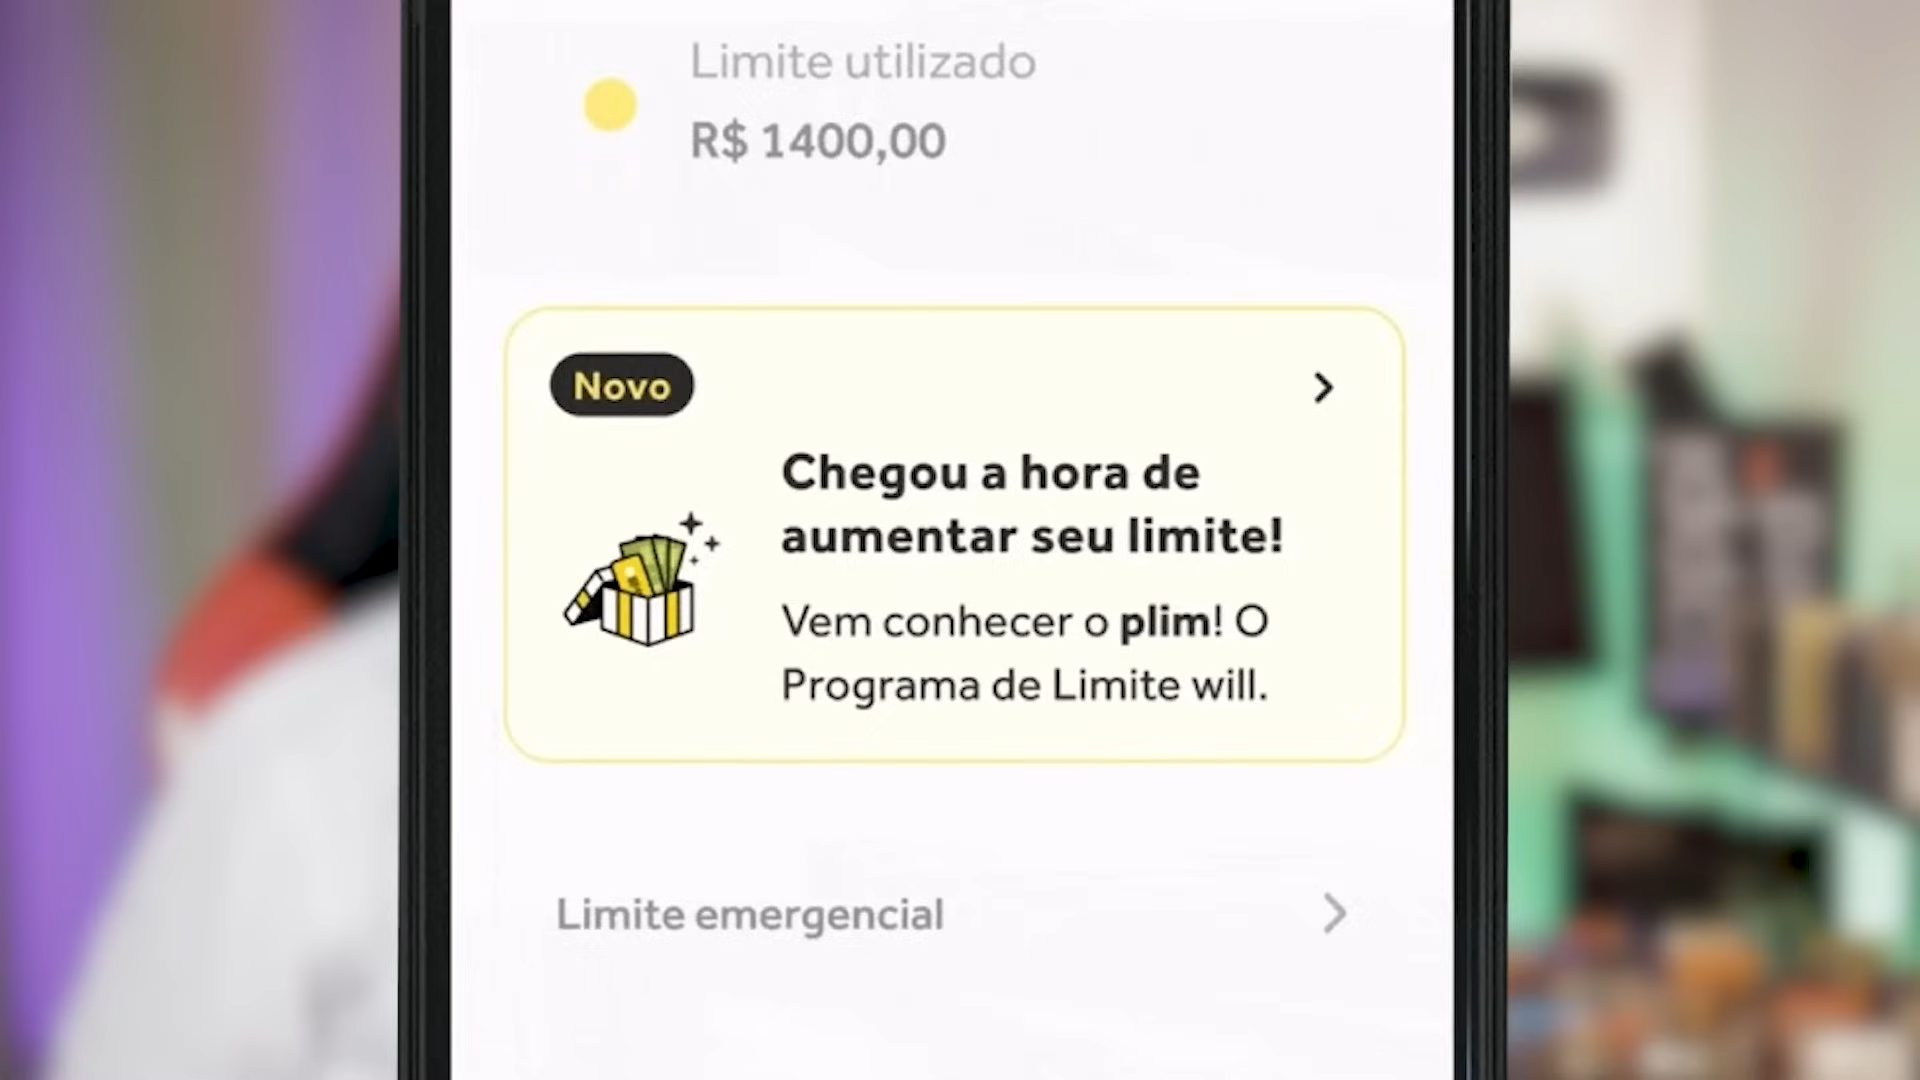 Limite utilizado
R$ 1400,00
Novo
Chegou a hora de
aumentar seu limite!
Vem conhecer o plim! O
Programa de Limite will.
Limite emergencial